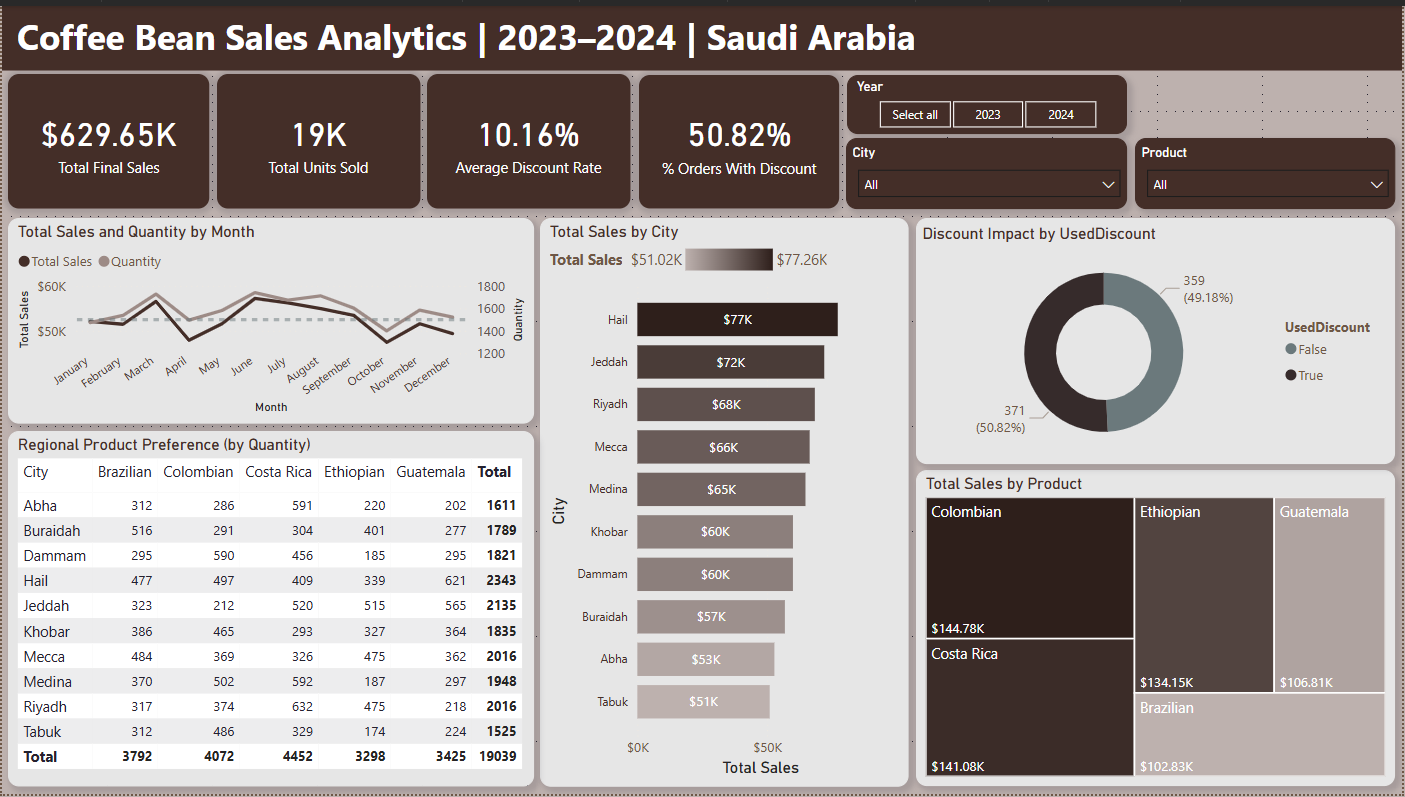 Coffee Bean Sales Analytics | 2023–2024 | Saudi Arabia
$629.65K
Total Final Sales
19K
Total Units Sold
10.16%
Average Discount Rate
50.82%
% Orders With Discount
Year
Select all 2023 2024
City
All
Product
All
Total Sales and Quantity by Month
Total Sales Quantity
Total Sales
$60K
$50K
1800
1600
1400
1200
Quantity
January February March April May June July August September October November December
Month
Regional Product Preference (by Quantity)
City Brazilian Colombian Costa Rica Ethiopian Guatemala Total
Abha 312 286 591 220 202 1611
Buraidah 516 291 304 401 277 1789
Dammam 295 590 456 185 295 1821
Hail 477 497 409 339 621 2343
Jeddah 323 212 520 515 565 2135
Khobar 386 465 293 327 364 1835
Mecca 484 369 326 475 362 2016
Medina 370 502 592 187 297 1948
Riyadh 317 374 632 475 218 2016
Tabuk 312 486 329 174 224 1525
Total 3792 4072 4452 3298 3425 19039
Total Sales by City
Total Sales $51.02K $77.26K
City
Hail $77K
Jeddah $72K
Riyadh $68K
Mecca $66K
Medina $65K
Khobar $60K
Dammam $60K
Buraidah $57K
Abha $53K
Tabuk $51K
$0K $50K
Total Sales
Discount Impact by UsedDiscount
359
(49.18%)
371
(50.82%)
UsedDiscount
False
True
Total Sales by Product
Colombian
$144.78K
Costa Rica
$141.08K
Ethiopian
$134.15K
Guatemala
$106.81K
Brazilian
$102.83K